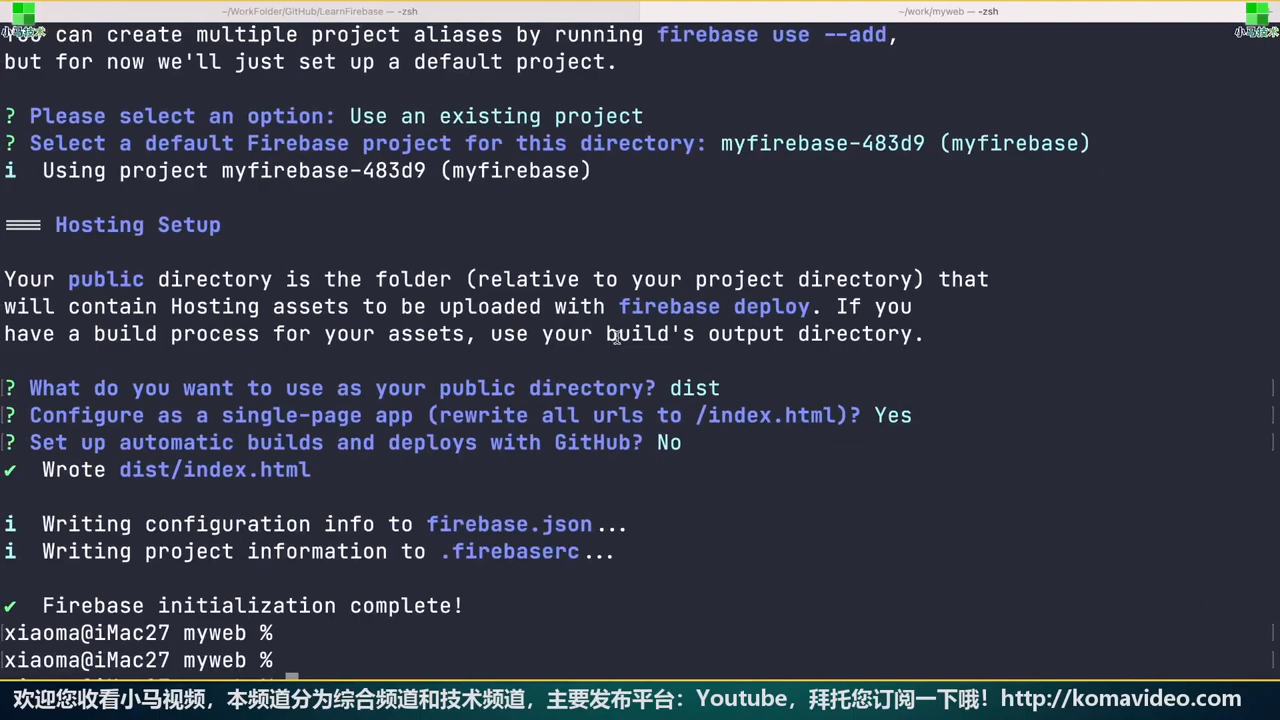 ~/WorkFolder/GitHub/LearnFirebase — -zsh
~/work/myweb — -zsh
小马技术
小马技术
You can create multiple project aliases by running firebase use --add,
but for now we'll just set up a default project.
? Please select an option: Use an existing project
? Select a default Firebase project for this directory: myfirebase-483d9 (myfirebase)
i  Using project myfirebase-483d9 (myfirebase)
=== Hosting Setup
Your public directory is the folder (relative to your project directory) that
will contain Hosting assets to be uploaded with firebase deploy. If you
have a build process for your assets, use your build's output directory.
? What do you want to use as your public directory? dist
? Configure as a single-page app (rewrite all urls to /index.html)? Yes
? Set up automatic builds and deploys with GitHub? No
✔  Wrote dist/index.html
i  Writing configuration info to firebase.json...
i  Writing project information to .firebaserc...
✔  Firebase initialization complete!
xiaoma@iMac27 myweb %
xiaoma@iMac27 myweb %
欢迎您收看小马视频，本频道分为综合频道和技术频道，主要发布平台：Youtube，拜托您订阅一下哦！http://komavideo.com